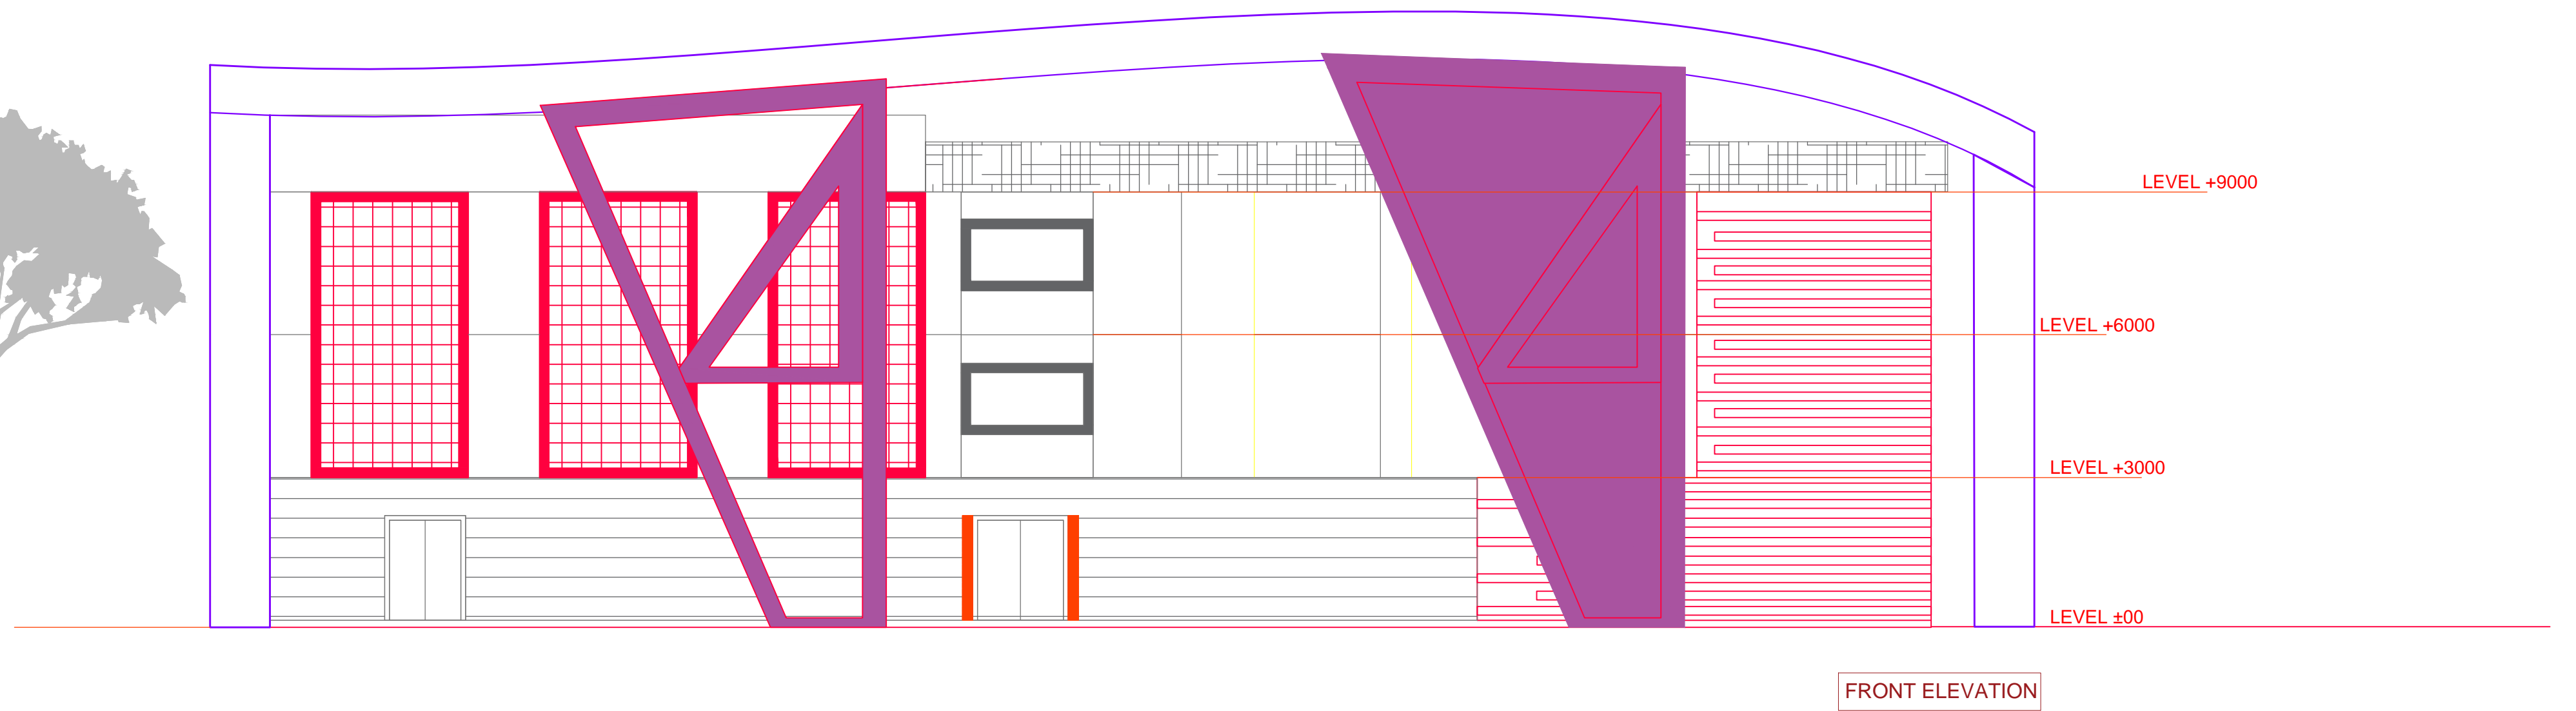 LEVEL +9000
LEVEL +6000
LEVEL +3000
LEVEL ±00
FRONT ELEVATION